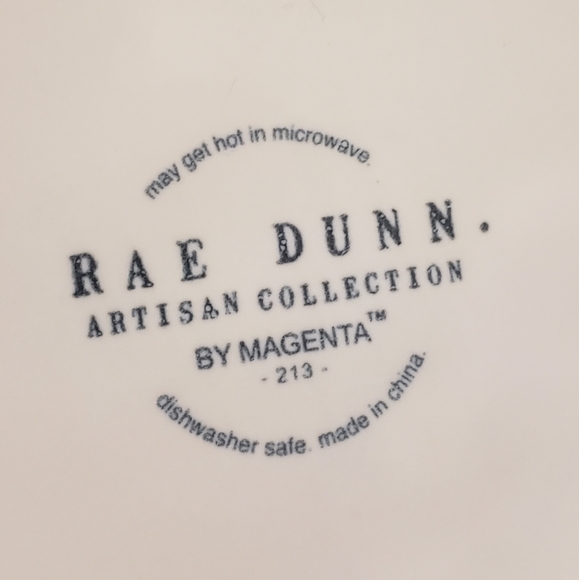 may get hot in microwave.
RAE DUNN.
ARTISAN COLLECTION
BY MAGENTA™
- 213 -
dishwasher safe. made in china.